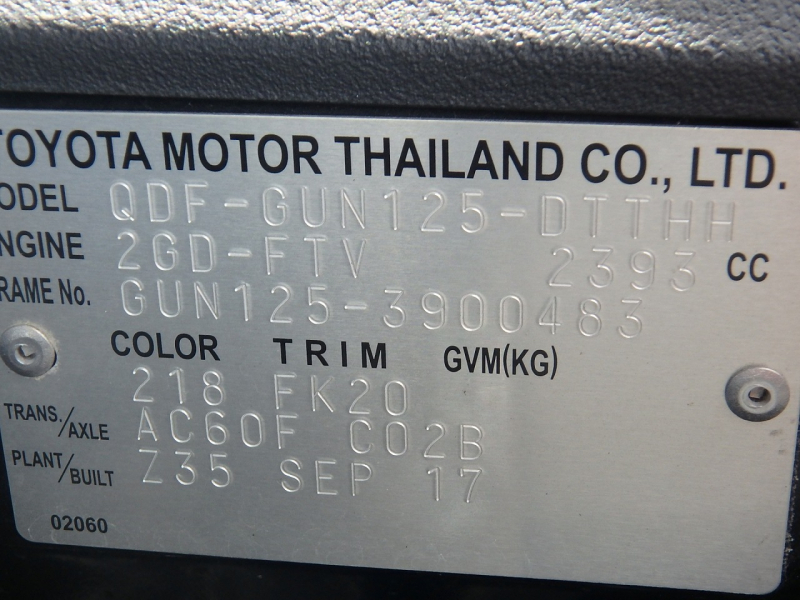 TOYOTA MOTOR THAILAND CO., LTD.
MODEL QDF-GUN125-DTTHH
ENGINE 2GD-FTV 2393 CC
FRAME No. GUN125-3900483
COLOR TRIM GVM(KG)
218 FK20
TRANS./AXLE AC60F C02B
PLANT/BUILT Z35 SEP 17
02060